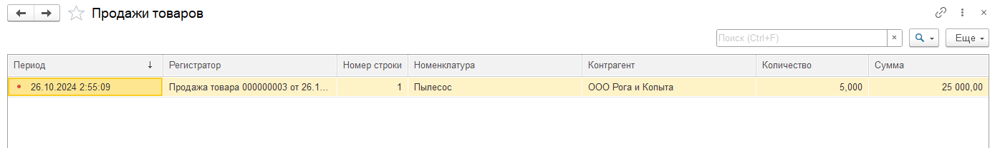 Продажи товаров
Поиск (Ctrl+F)
Еще
Период Регистратор Номер строки Номенклатура Контрагент Количество Сумма
26.10.2024 2:55:09 Продажа товара 000000003 от 26.1... 1 Пылесос ООО Рога и Копыта 5,000 25 000,00